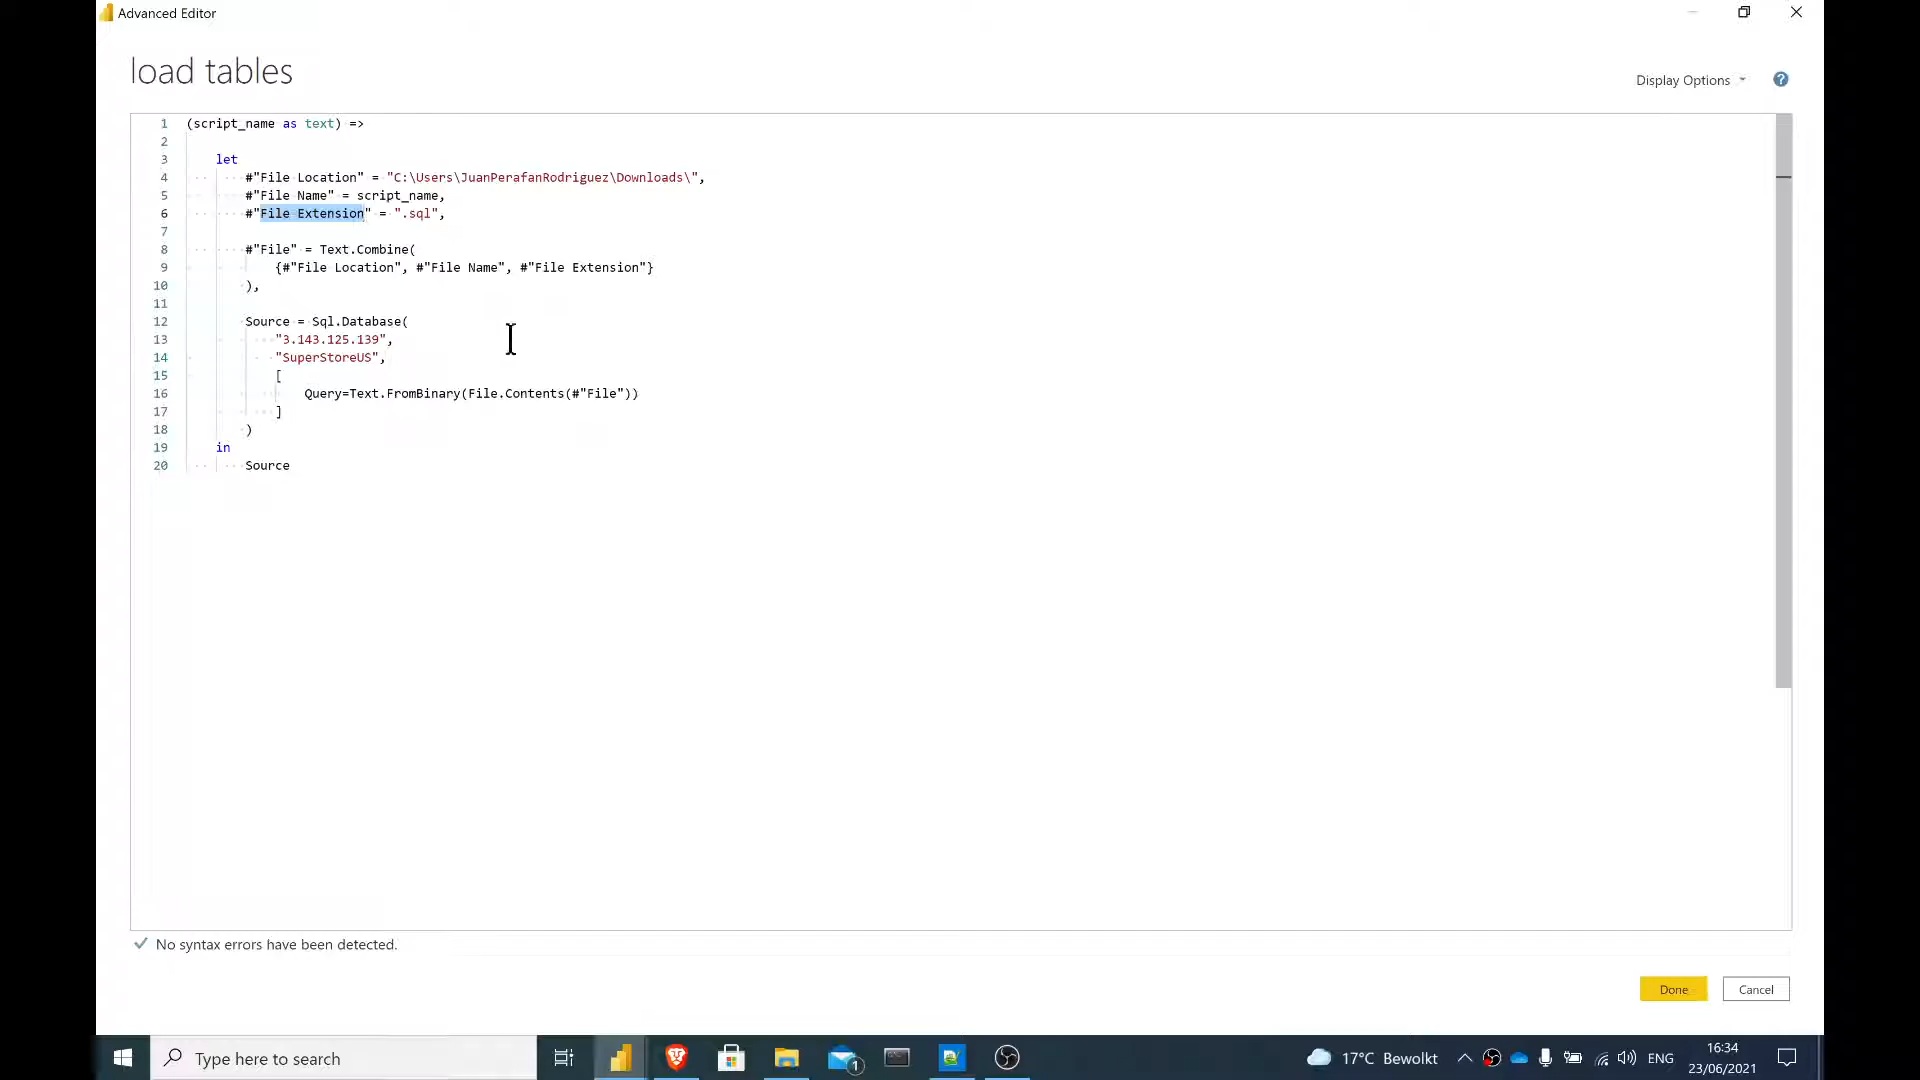 Advanced Editor
load tables
Display Options
?
1 (script_name as text) =>
2
3 let
4 #"File Location" = "C:\Users\JuanPerafanRodriguez\Downloads\",
5 #"File Name" = script_name,
6 #"File Extension" = ".sql",
7
8 #"File" = Text.Combine(
9 {#"File Location", #"File Name", #"File Extension"}
10 ),
11
12 Source = Sql.Database(
13 "3.143.125.139",
14 "SuperStoreUS",
15 [
16 Query=Text.FromBinary(File.Contents(#"File"))
17 ]
18 )
19 in
20 Source
No syntax errors have been detected.
Done
Cancel
Type here to search
1
17°C Bewolkt
ENG
16:34
23/06/2021